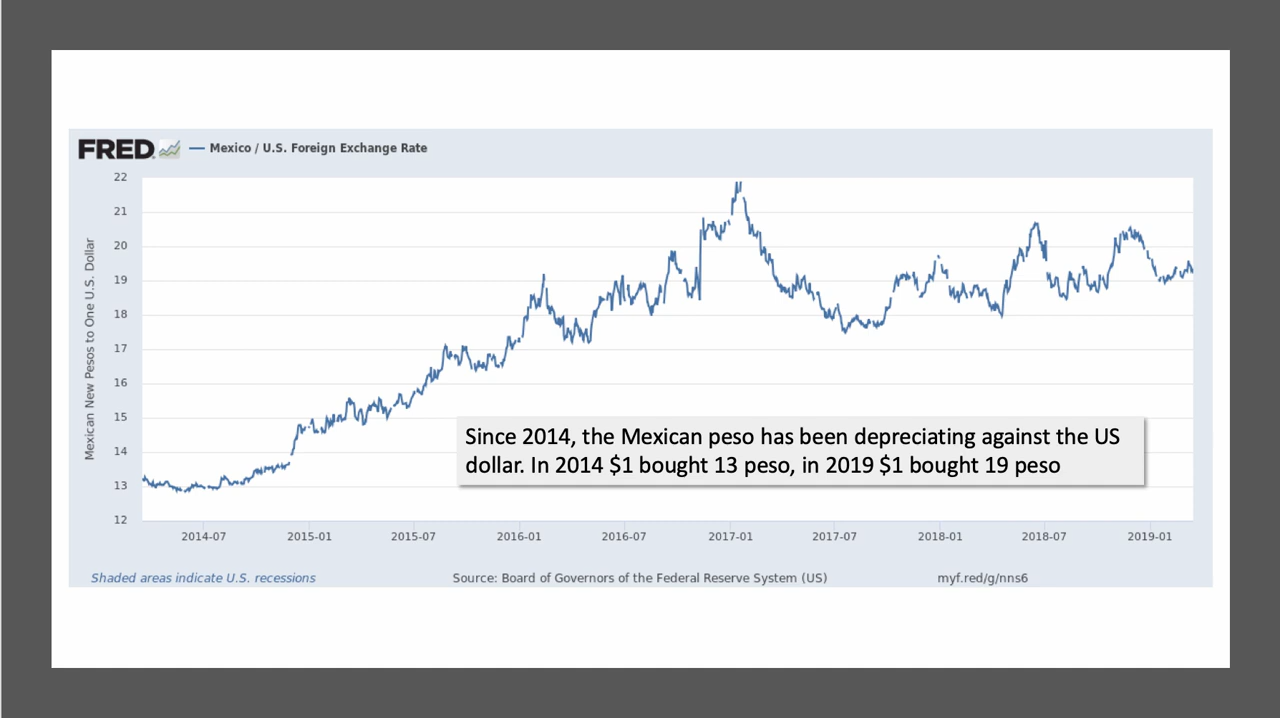 FRED
Mexico / U.S. Foreign Exchange Rate
Mexican New Pesos to One U.S. Dollar
22
21
20
19
18
17
16
15
14
13
12
Since 2014, the Mexican peso has been depreciating against the US
dollar. In 2014 $1 bought 13 peso, in 2019 $1 bought 19 peso
2014-07 2015-01 2015-07 2016-01 2016-07 2017-01 2017-07 2018-01 2018-07 2019-01
Shaded areas indicate U.S. recessions Source: Board of Governors of the Federal Reserve System (US) myf.red/g/nns6